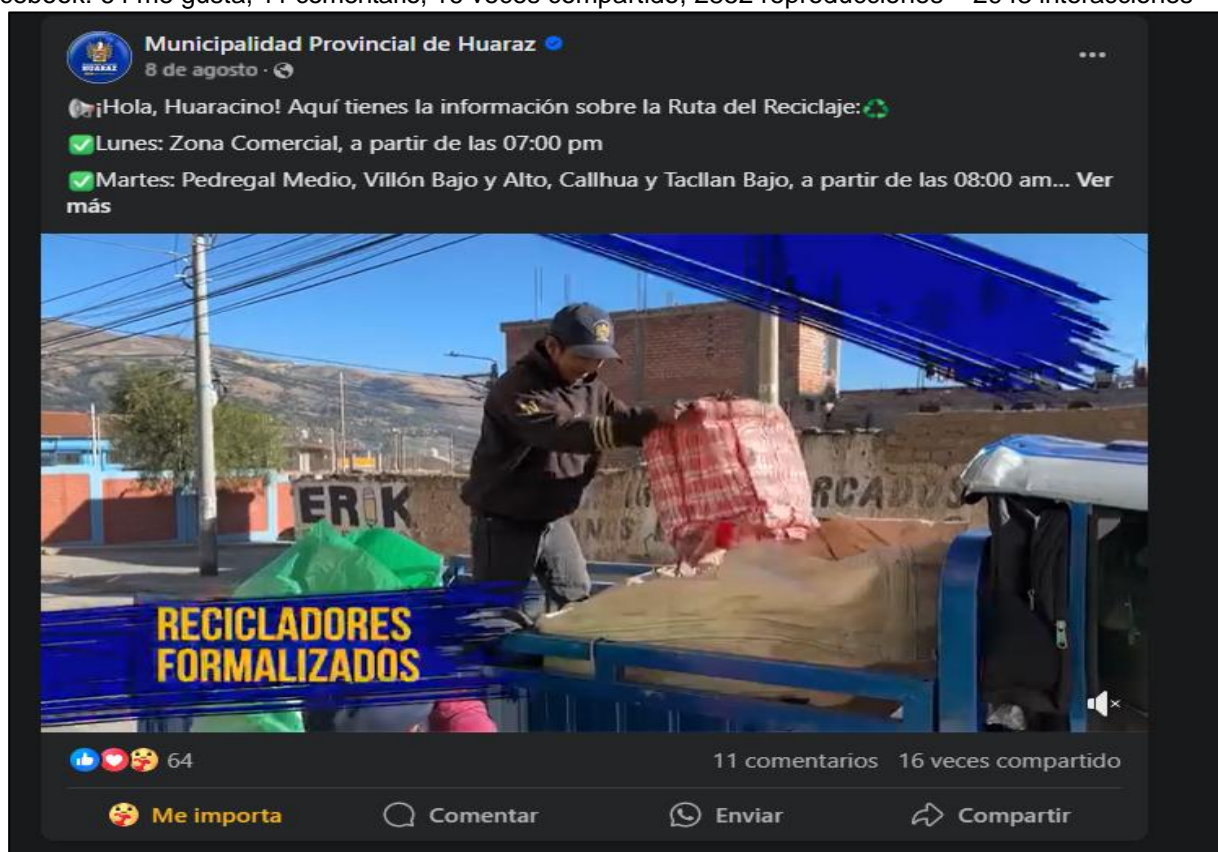 Municipalidad Provincial de Huaraz
8 de agosto ·
¡Hola, Huaracino! Aquí tienes la información sobre la Ruta del Reciclaje:
Lunes: Zona Comercial, a partir de las 07:00 pm
Martes: Pedregal Medio, Villón Bajo y Alto, Callhua y Tacllan Bajo, a partir de las 08:00 am... Ver
más
ERIK
RCADOS
RECICLADORES
FORMALIZADOS
64
11 comentarios 16 veces compartido
Me importa Comentar Enviar Compartir